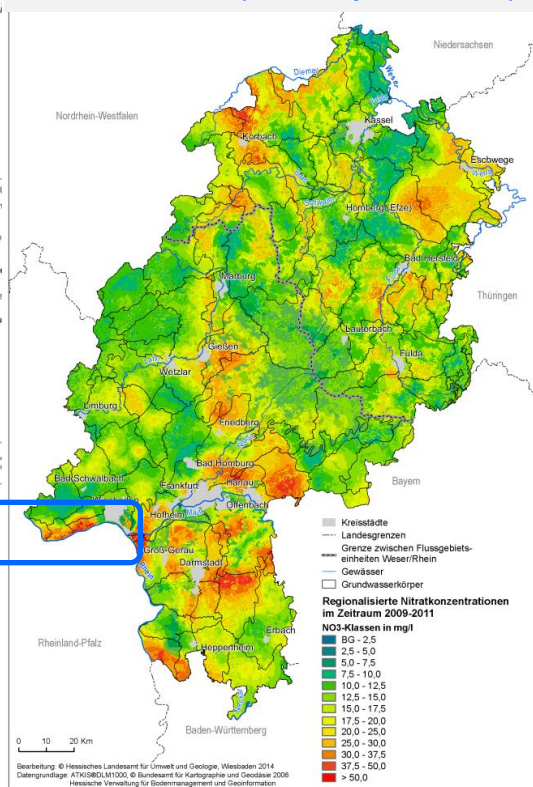 Niedersachsen
Diemel
Weser
Nordrhein-Westfalen
Kassel
Korbach
Eschwege
Werra
Eder
Schwalm
Homberg (Efze)
Bad Hersfeld
Marburg
Thüringen
Lauterbach
Gießen
Fulda
Wetzlar
Lahn
Limburg
Friedberg
Bad Homburg
Bad Schwalbach
Hanau
Bayern
Frankfurt
Offenbach
Hofheim
Main
Groß-Gerau
Rhein
Darmstadt
Rheinland-Pfalz
Erbach
Heppenheim
Baden-Württemberg
Kreisstädte
Landesgrenzen
Grenze zwischen Flussgebiets-
einheiten Weser/Rhein
Gewässer
Grundwasserkörper
Regionalisierte Nitratkonzentrationen
im Zeitraum 2009-2011
NO3-Klassen in mg/l
BG - 2,5
2,5 - 5,0
5,0 - 7,5
7,5 - 10,0
10,0 - 12,5
12,5 - 15,0
15,0 - 17,5
17,5 - 20,0
20,0 - 25,0
25,0 - 30,0
30,0 - 37,5
37,5 - 50,0
> 50,0
0 10 20 Km
Bearbeitung: © Hessisches Landesamt für Umwelt und Geologie, Wiesbaden 2014
Datengrundlage: ATKIS®DLM1000, © Bundesamt für Kartographie und Geodäsie 2006
Hessische Verwaltung für Bodenmanagement und Geoinformation